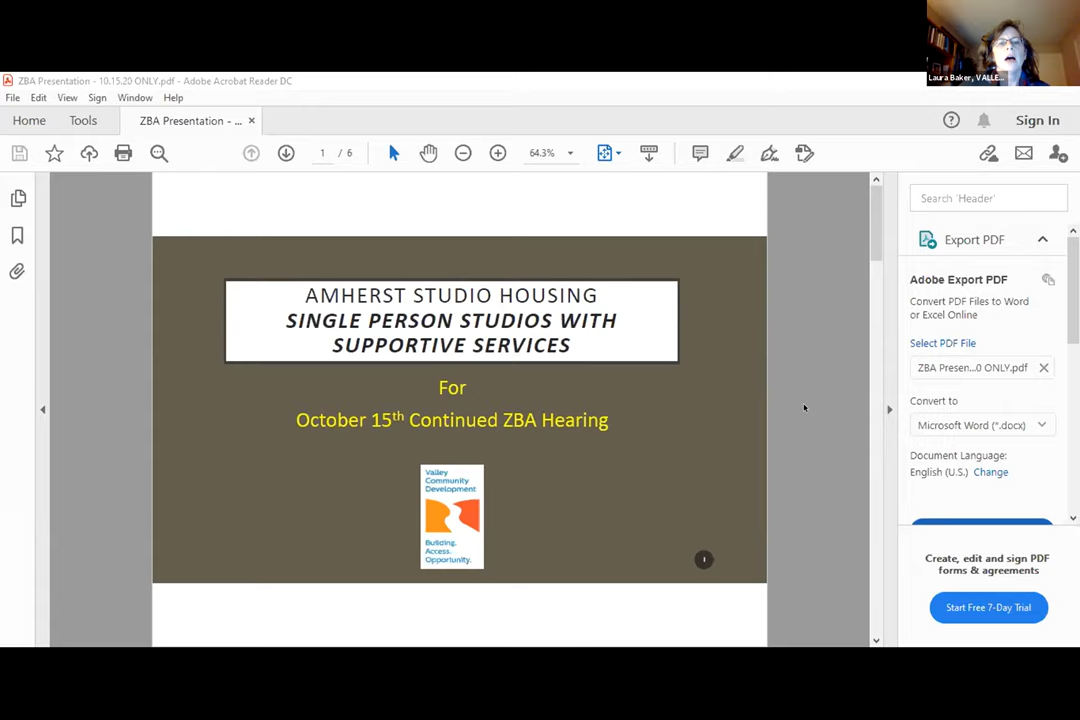 Laura Baker, VALLE...
ZBA Presentation - 10.15.20 ONLY.pdf - Adobe Acrobat Reader DC
File Edit View Sign Window Help
Home Tools ZBA Presentation - ... × Sign In
1 / 6 64.3%
Search 'Header'
Export PDF
Adobe Export PDF
Convert PDF Files to Word
or Excel Online
Select PDF File
ZBA Presen...0 ONLY.pdf
Convert to
Microsoft Word (*.docx)
Document Language:
English (U.S.) Change
Create, edit and sign PDF
forms & agreements
Start Free 7-Day Trial
AMHERST STUDIO HOUSING
SINGLE PERSON STUDIOS WITH
SUPPORTIVE SERVICES
For
October 15th Continued ZBA Hearing
Valley
Community
Development
Building.
Access.
Opportunity.
1